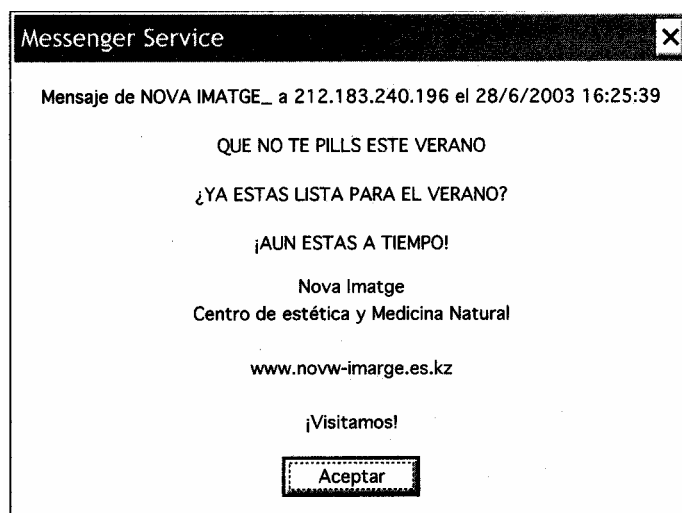 Messenger Service
Mensaje de NOVA IMATGE_ a 212.183.240.196 el 28/6/2003 16:25:39
QUE NO TE PILLS ESTE VERANO
¿YA ESTAS LISTA PARA EL VERANO?
¡AUN ESTAS A TIEMPO!
Nova Imatge
Centro de estética y Medicina Natural
www.novw-imarge.es.kz
¡Visitamos!
Aceptar